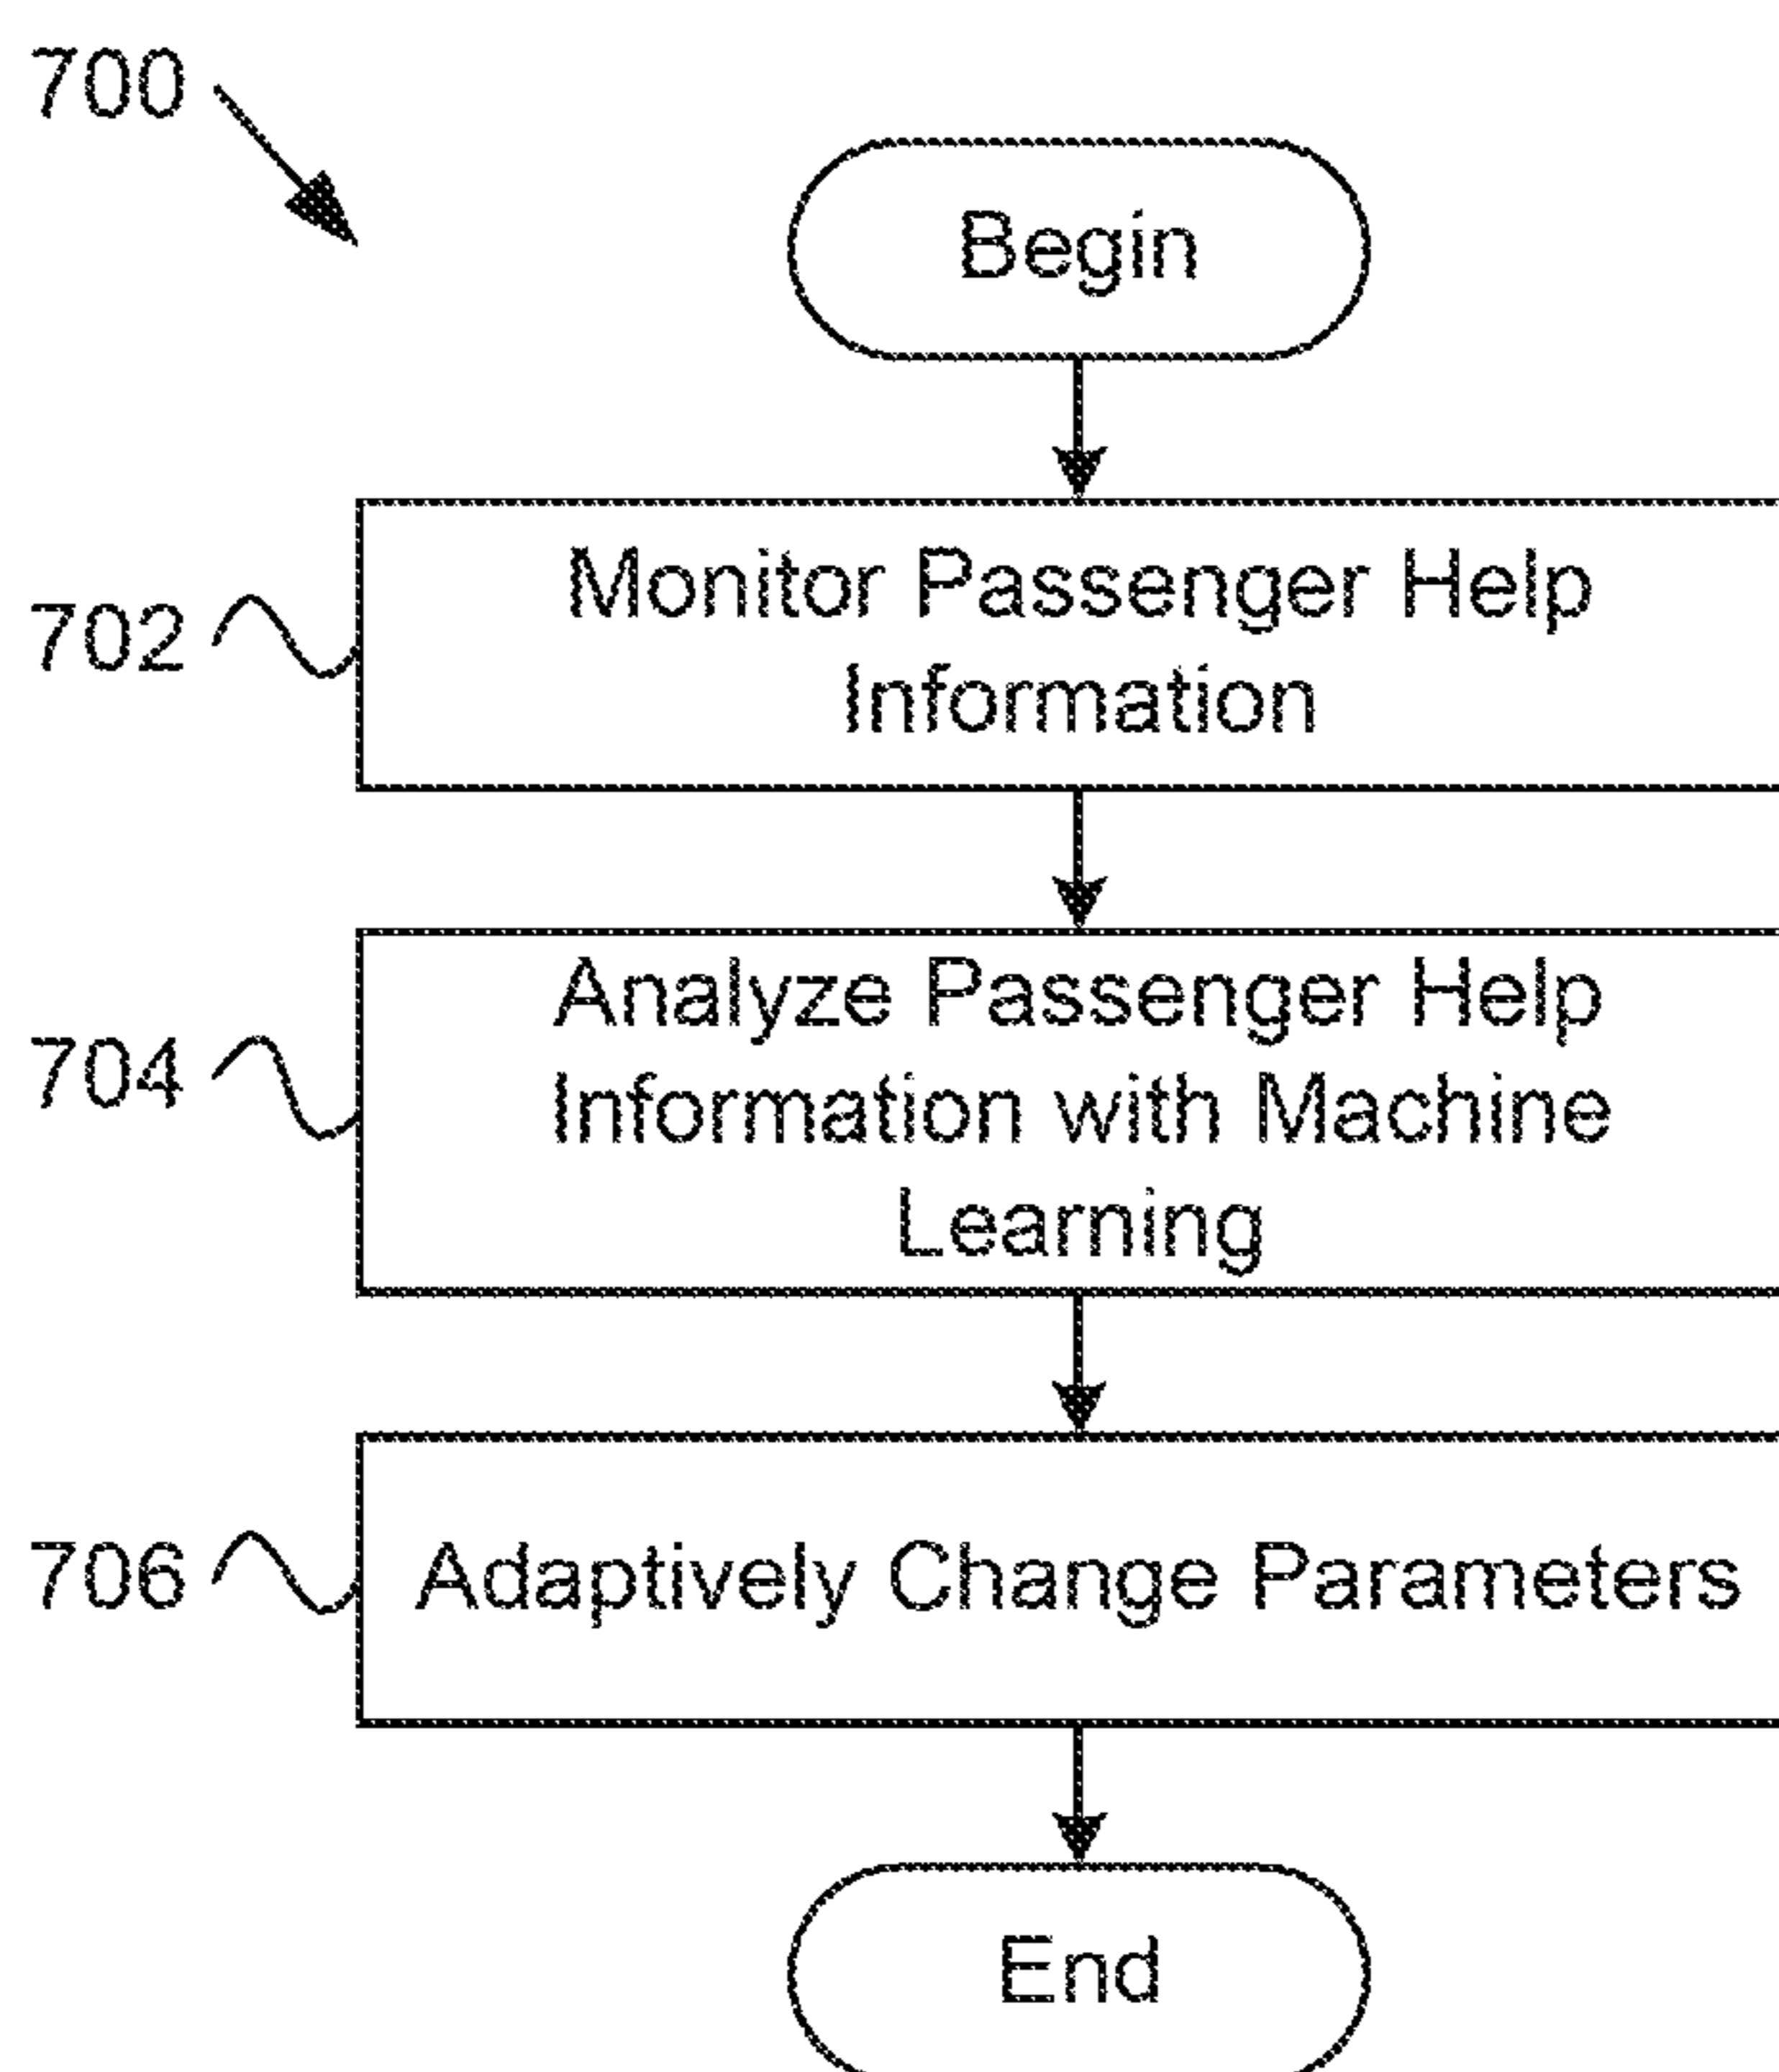 700
Begin
702
Monitor Passenger Help
Information
704
Analyze Passenger Help
Information with Machine
Learning
706
Adaptively Change Parameters
End